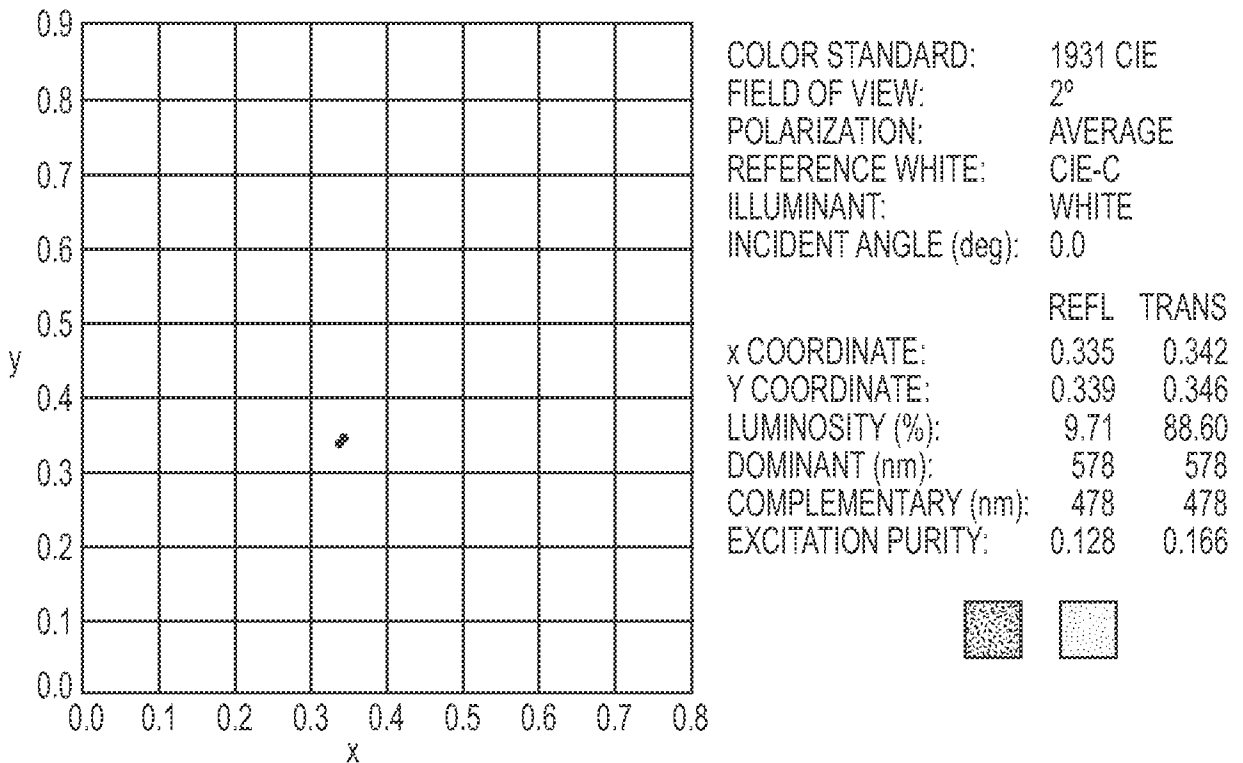 0.9
0.8
0.7
0.6
0.5
y
0.4
0.3
0.2
0.1
0.0
0.0 0.1 0.2 0.3 0.4 0.5 0.6 0.7 0.8
x
COLOR STANDARD: 1931 CIE
FIELD OF VIEW: 2º
POLARIZATION: AVERAGE
REFERENCE WHITE: CIE-C
ILLUMINANT: WHITE
INCIDENT ANGLE (deg): 0.0
REFL TRANS
x COORDINATE: 0.335 0.342
Y COORDINATE: 0.339 0.346
LUMINOSITY (%): 9.71 88.60
DOMINANT (nm): 578 578
COMPLEMENTARY (nm): 478 478
EXCITATION PURITY: 0.128 0.166